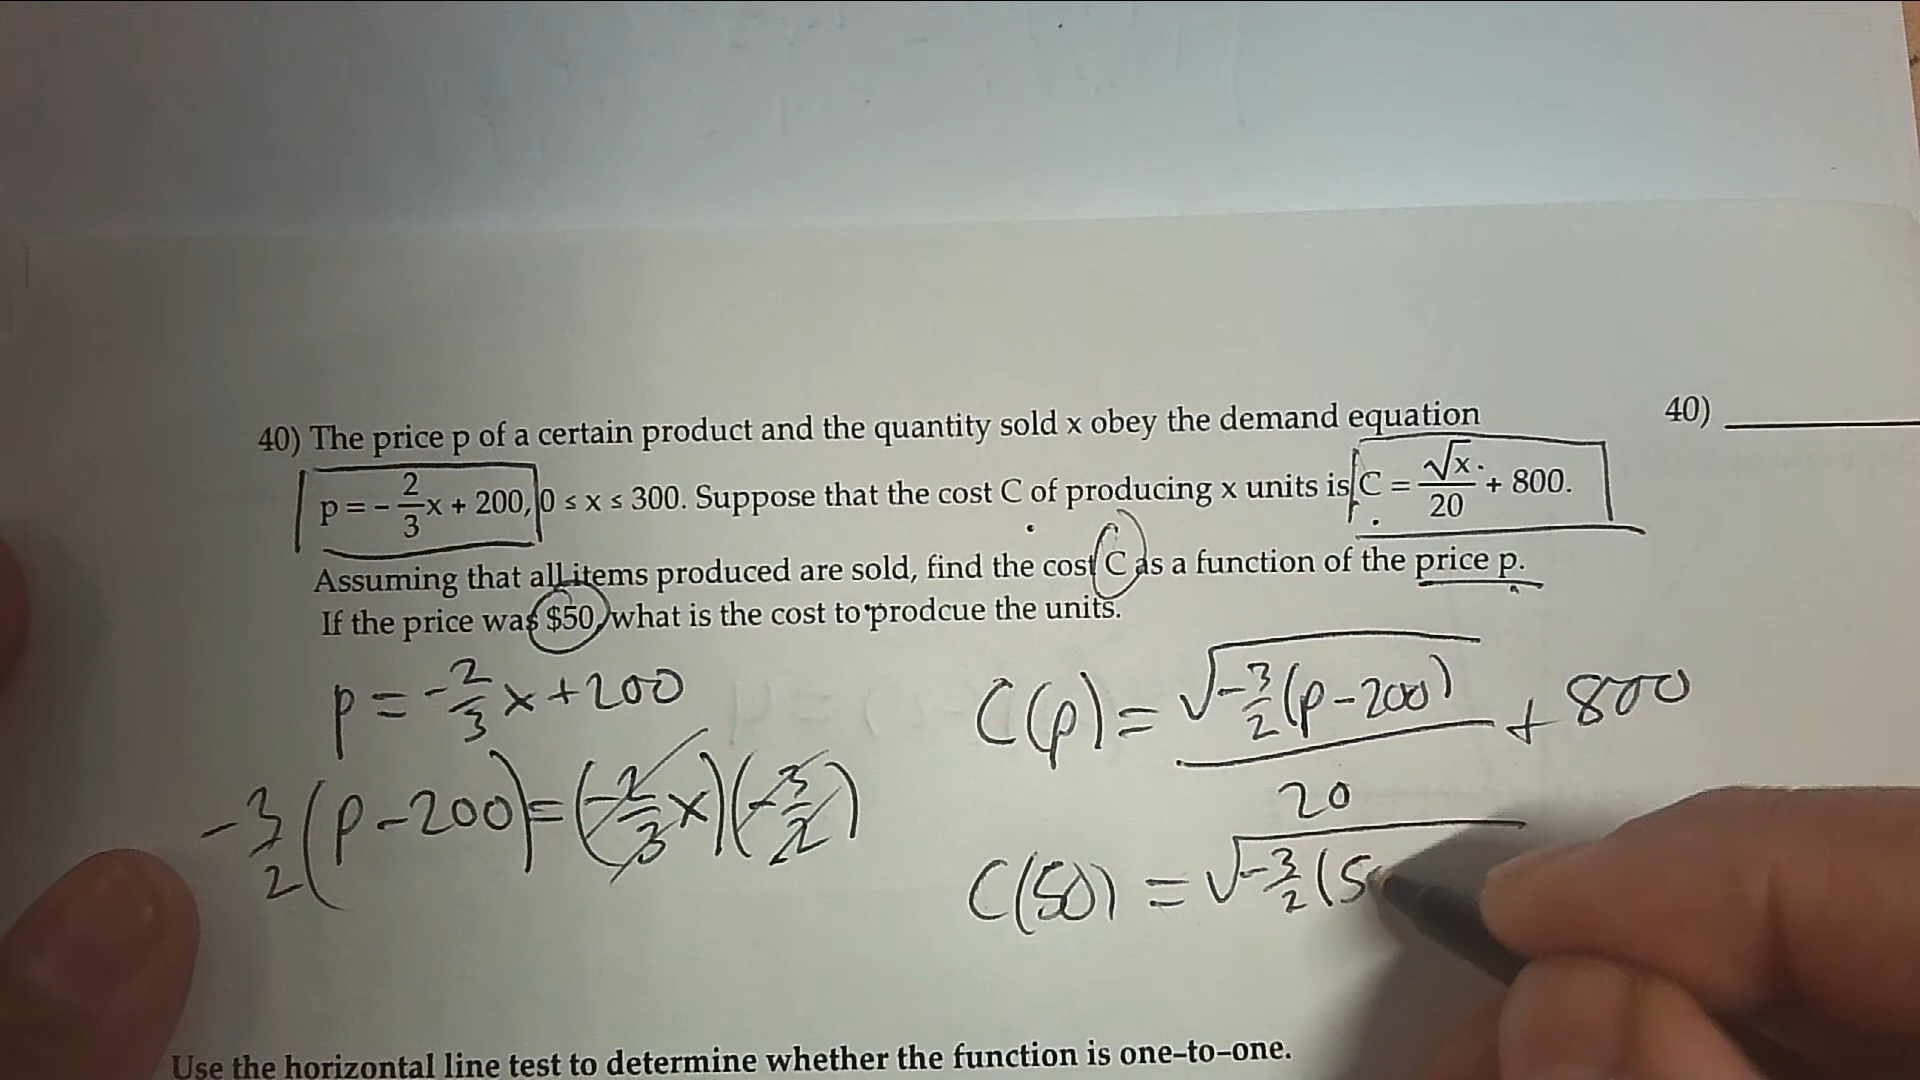 40) The price p of a certain product and the quantity sold x obey the demand equation
40) ________
p = -2/3x + 200, 0 ≤ x ≤ 300. Suppose that the cost C of producing x units is C = √x/20 + 800.
Assuming that all items produced are sold, find the cost C as a function of the price p.
If the price was $50, what is the cost to prodcue the units.
p = -2/3 x + 200
-3/2 (p - 200) = (-2/3 x)(-3/2)
C(p) = √(-3/2 (p - 200)) / 20 + 800
C(50) = √-3/2 (5
Use the horizontal line test to determine whether the function is one-to-one.